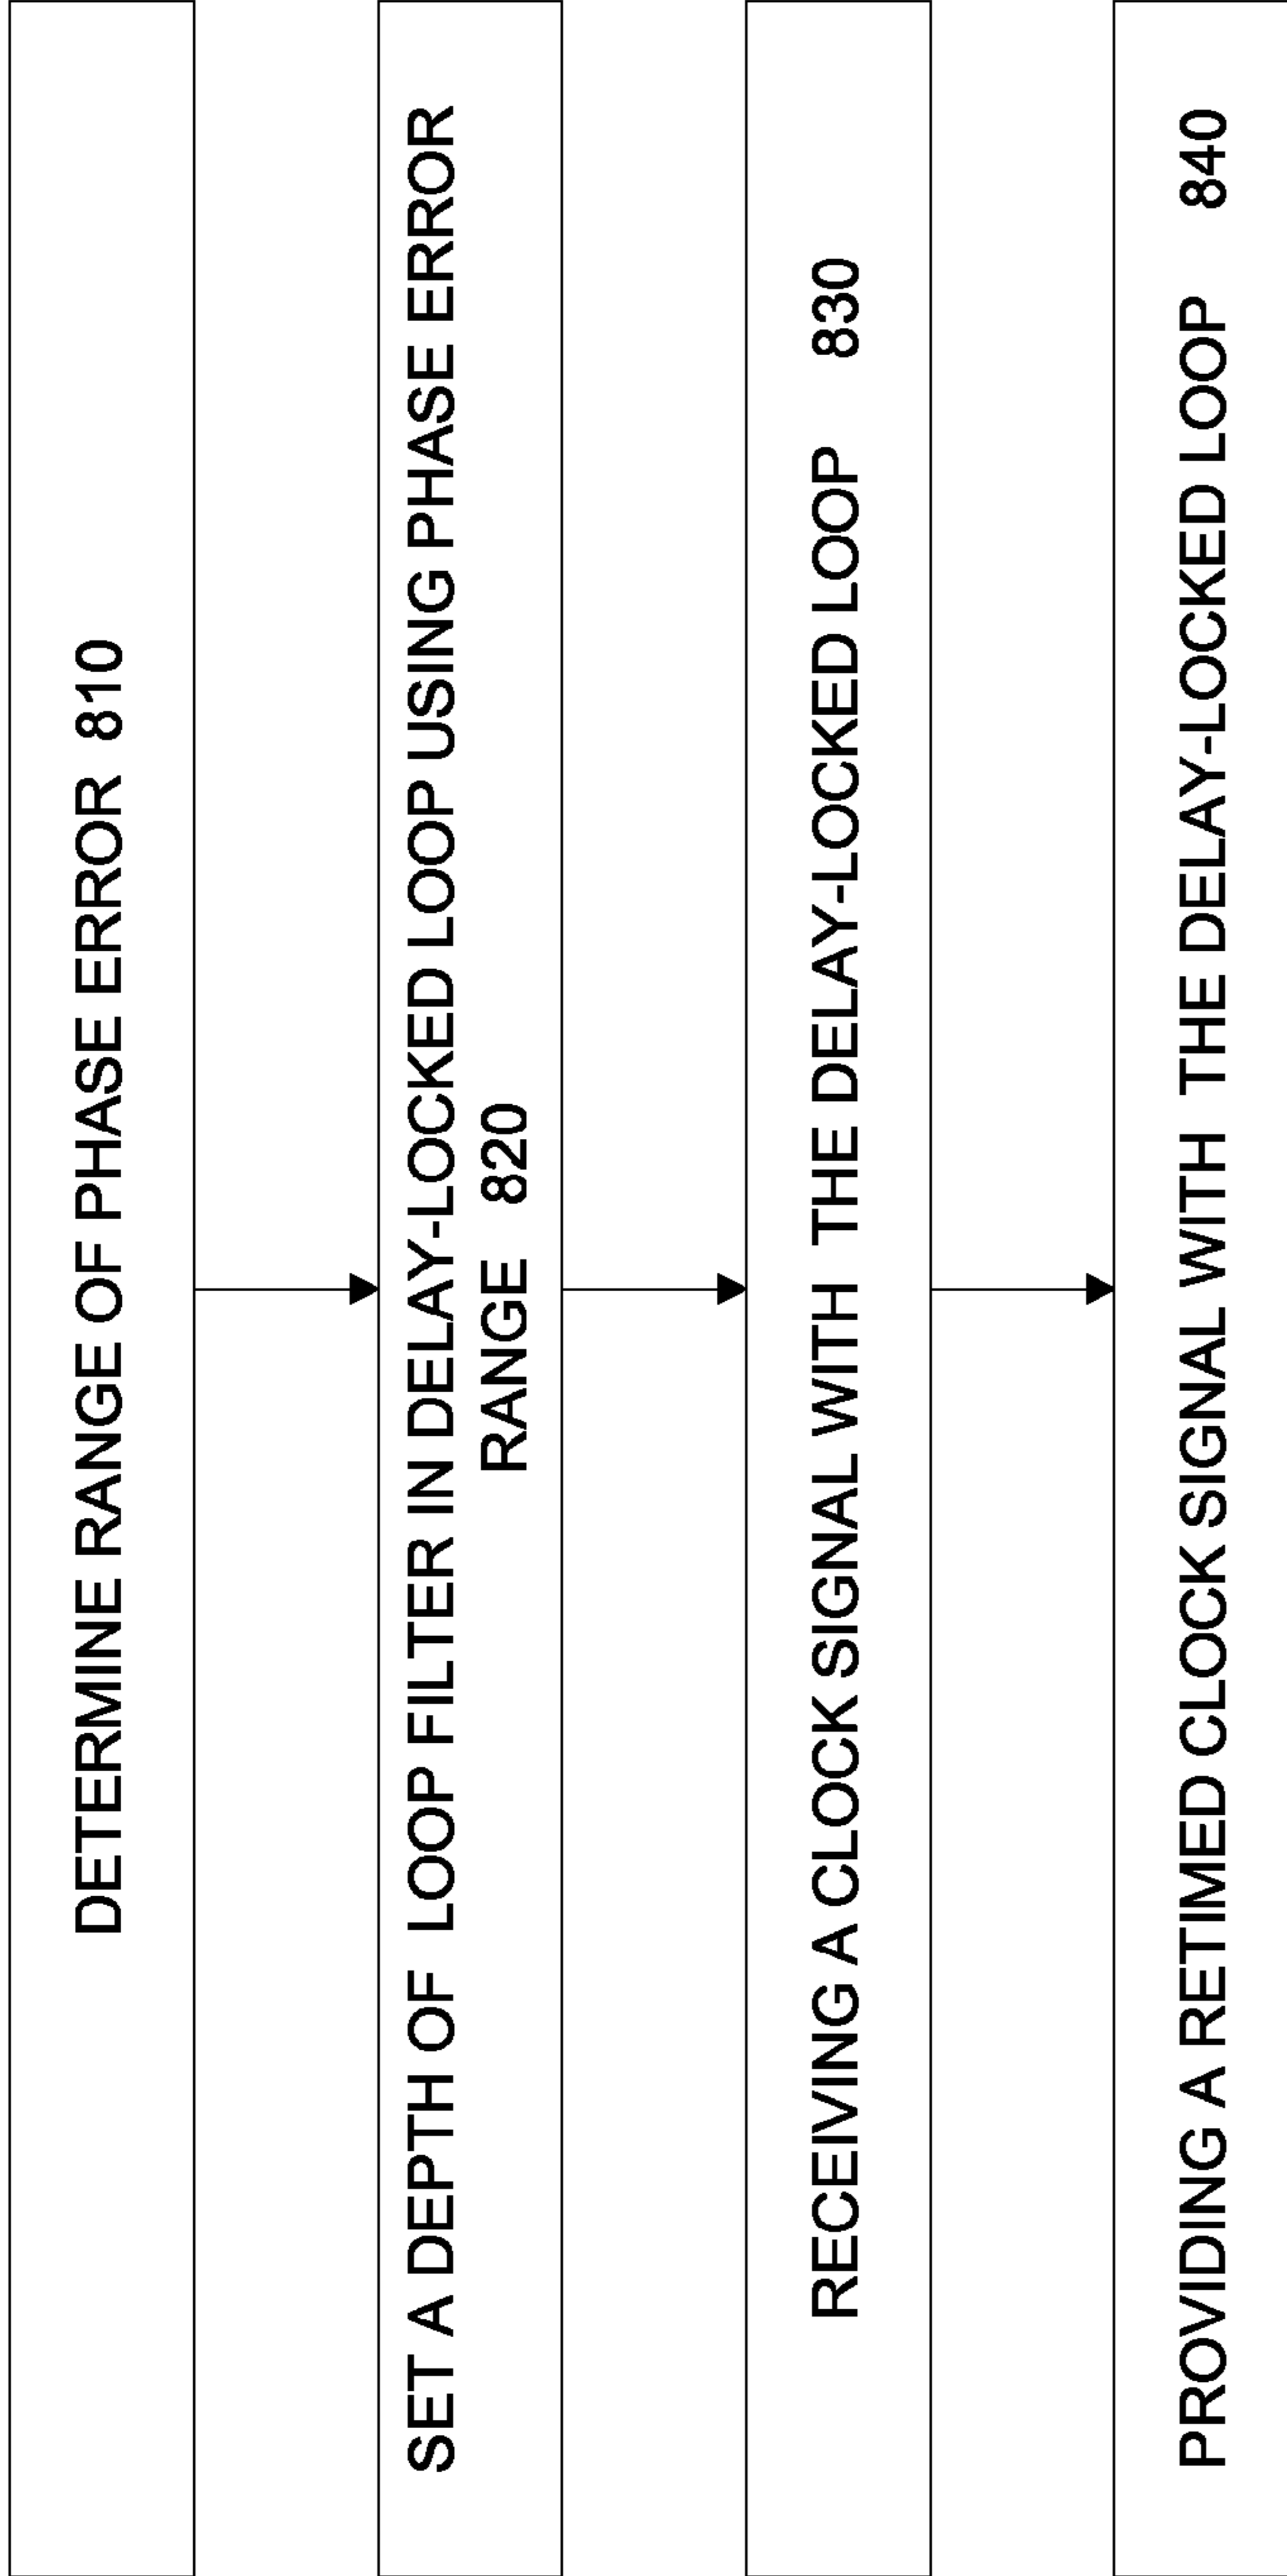 DETERMINE RANGE OF PHASE ERROR 810
SET A DEPTH OF LOOP FILTER IN DELAY-LOCKED LOOP USING PHASE ERROR
RANGE 820
RECEIVING A CLOCK SIGNAL WITH THE DELAY-LOCKED LOOP 830
PROVIDING A RETIMED CLOCK SIGNAL WITH THE DELAY-LOCKED LOOP 840